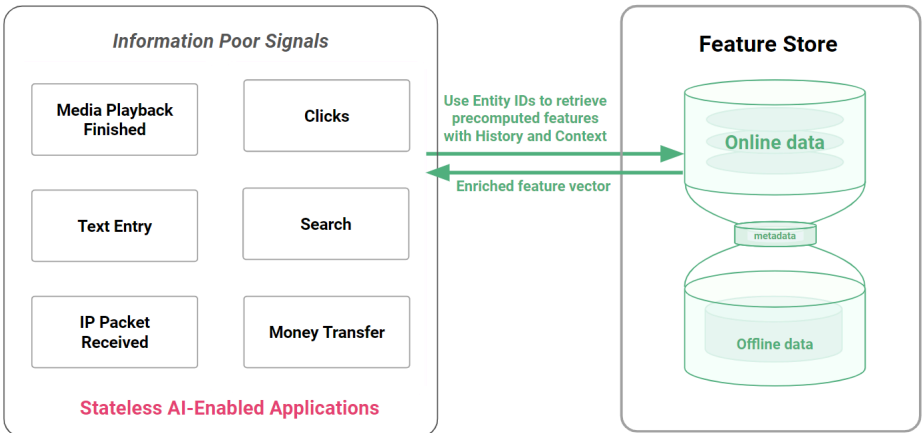 Information Poor Signals
Media Playback
Finished
Clicks
Text Entry
Search
IP Packet
Received
Money Transfer
Stateless AI-Enabled Applications
Use Entity IDs to retrieve
precomputed features
with History and Context
Enriched feature vector
Feature Store
Online data
metadata
Offline data